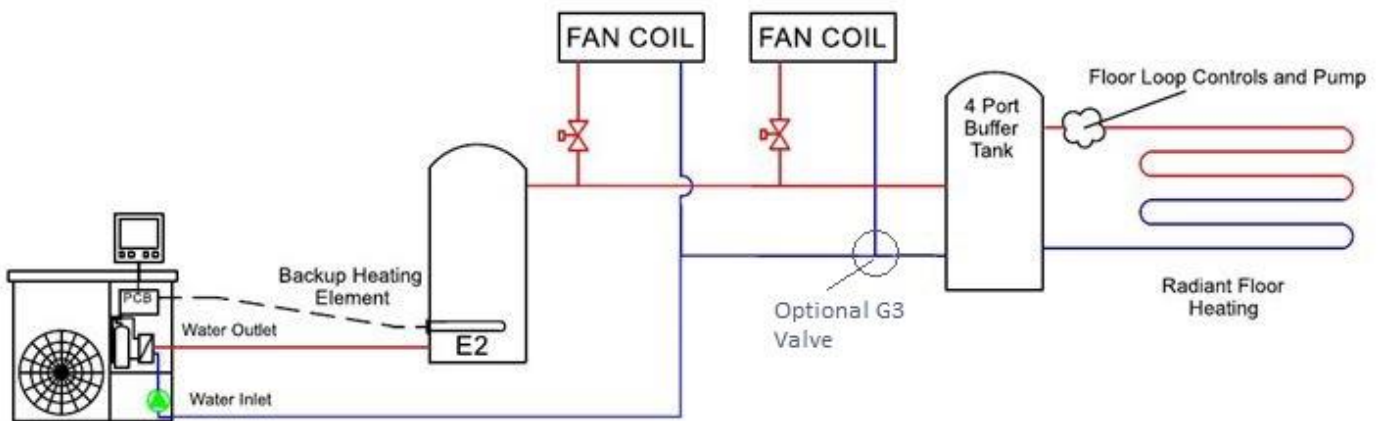 FAN COIL
FAN COIL
4 Port
Buffer
Tank
Floor Loop Controls and Pump
Backup Heating
Element
PCB
Water Outlet
E2
Water Inlet
Optional G3
Valve
Radiant Floor
Heating